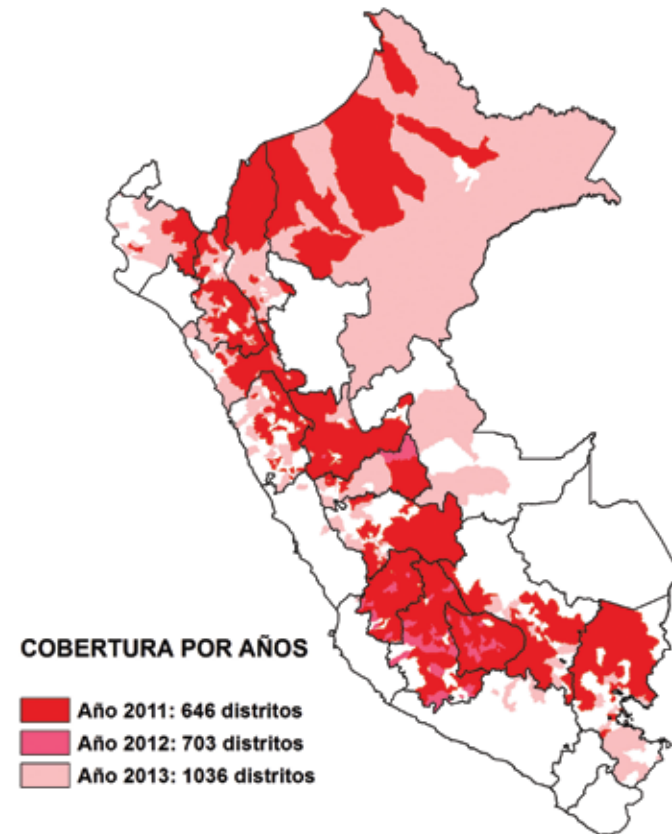 COBERTURA POR AÑOS
Año 2011: 646 distritos
Año 2012: 703 distritos
Año 2013: 1036 distritos